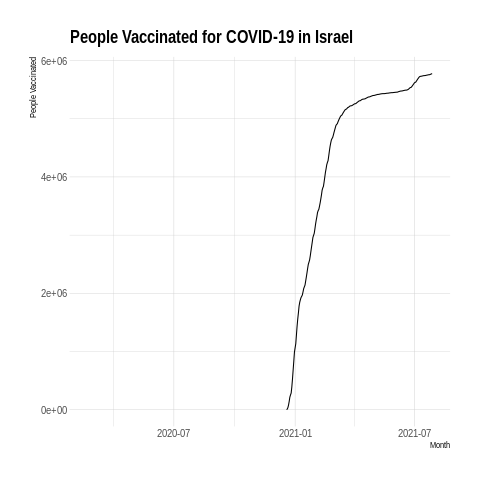 People Vaccinated for COVID-19 in Israel
People Vaccinated
6e+06
4e+06
2e+06
0e+00
2020-07
2021-01
2021-07
Month